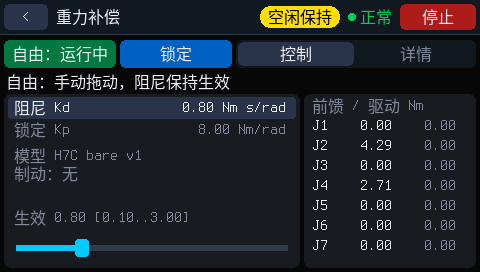 < 重力补偿 空闲保持 正常 停止
自由: 运行中 锁定 控制 详情
自由: 手动拖动, 阻尼保持生效
阻尼 Kd 0.80 Nm s/rad
锁定 Kp 8.00 Nm/rad
模型 H7C bare v1
制动: 无
生效 0.80 [0.10..3.00]
前馈 / 驱动 Nm
J1 0.00 0.00
J2 4.29 0.00
J3 0.00 0.00
J4 2.71 0.00
J5 0.00 0.00
J6 0.00 0.00
J7 0.00 0.00